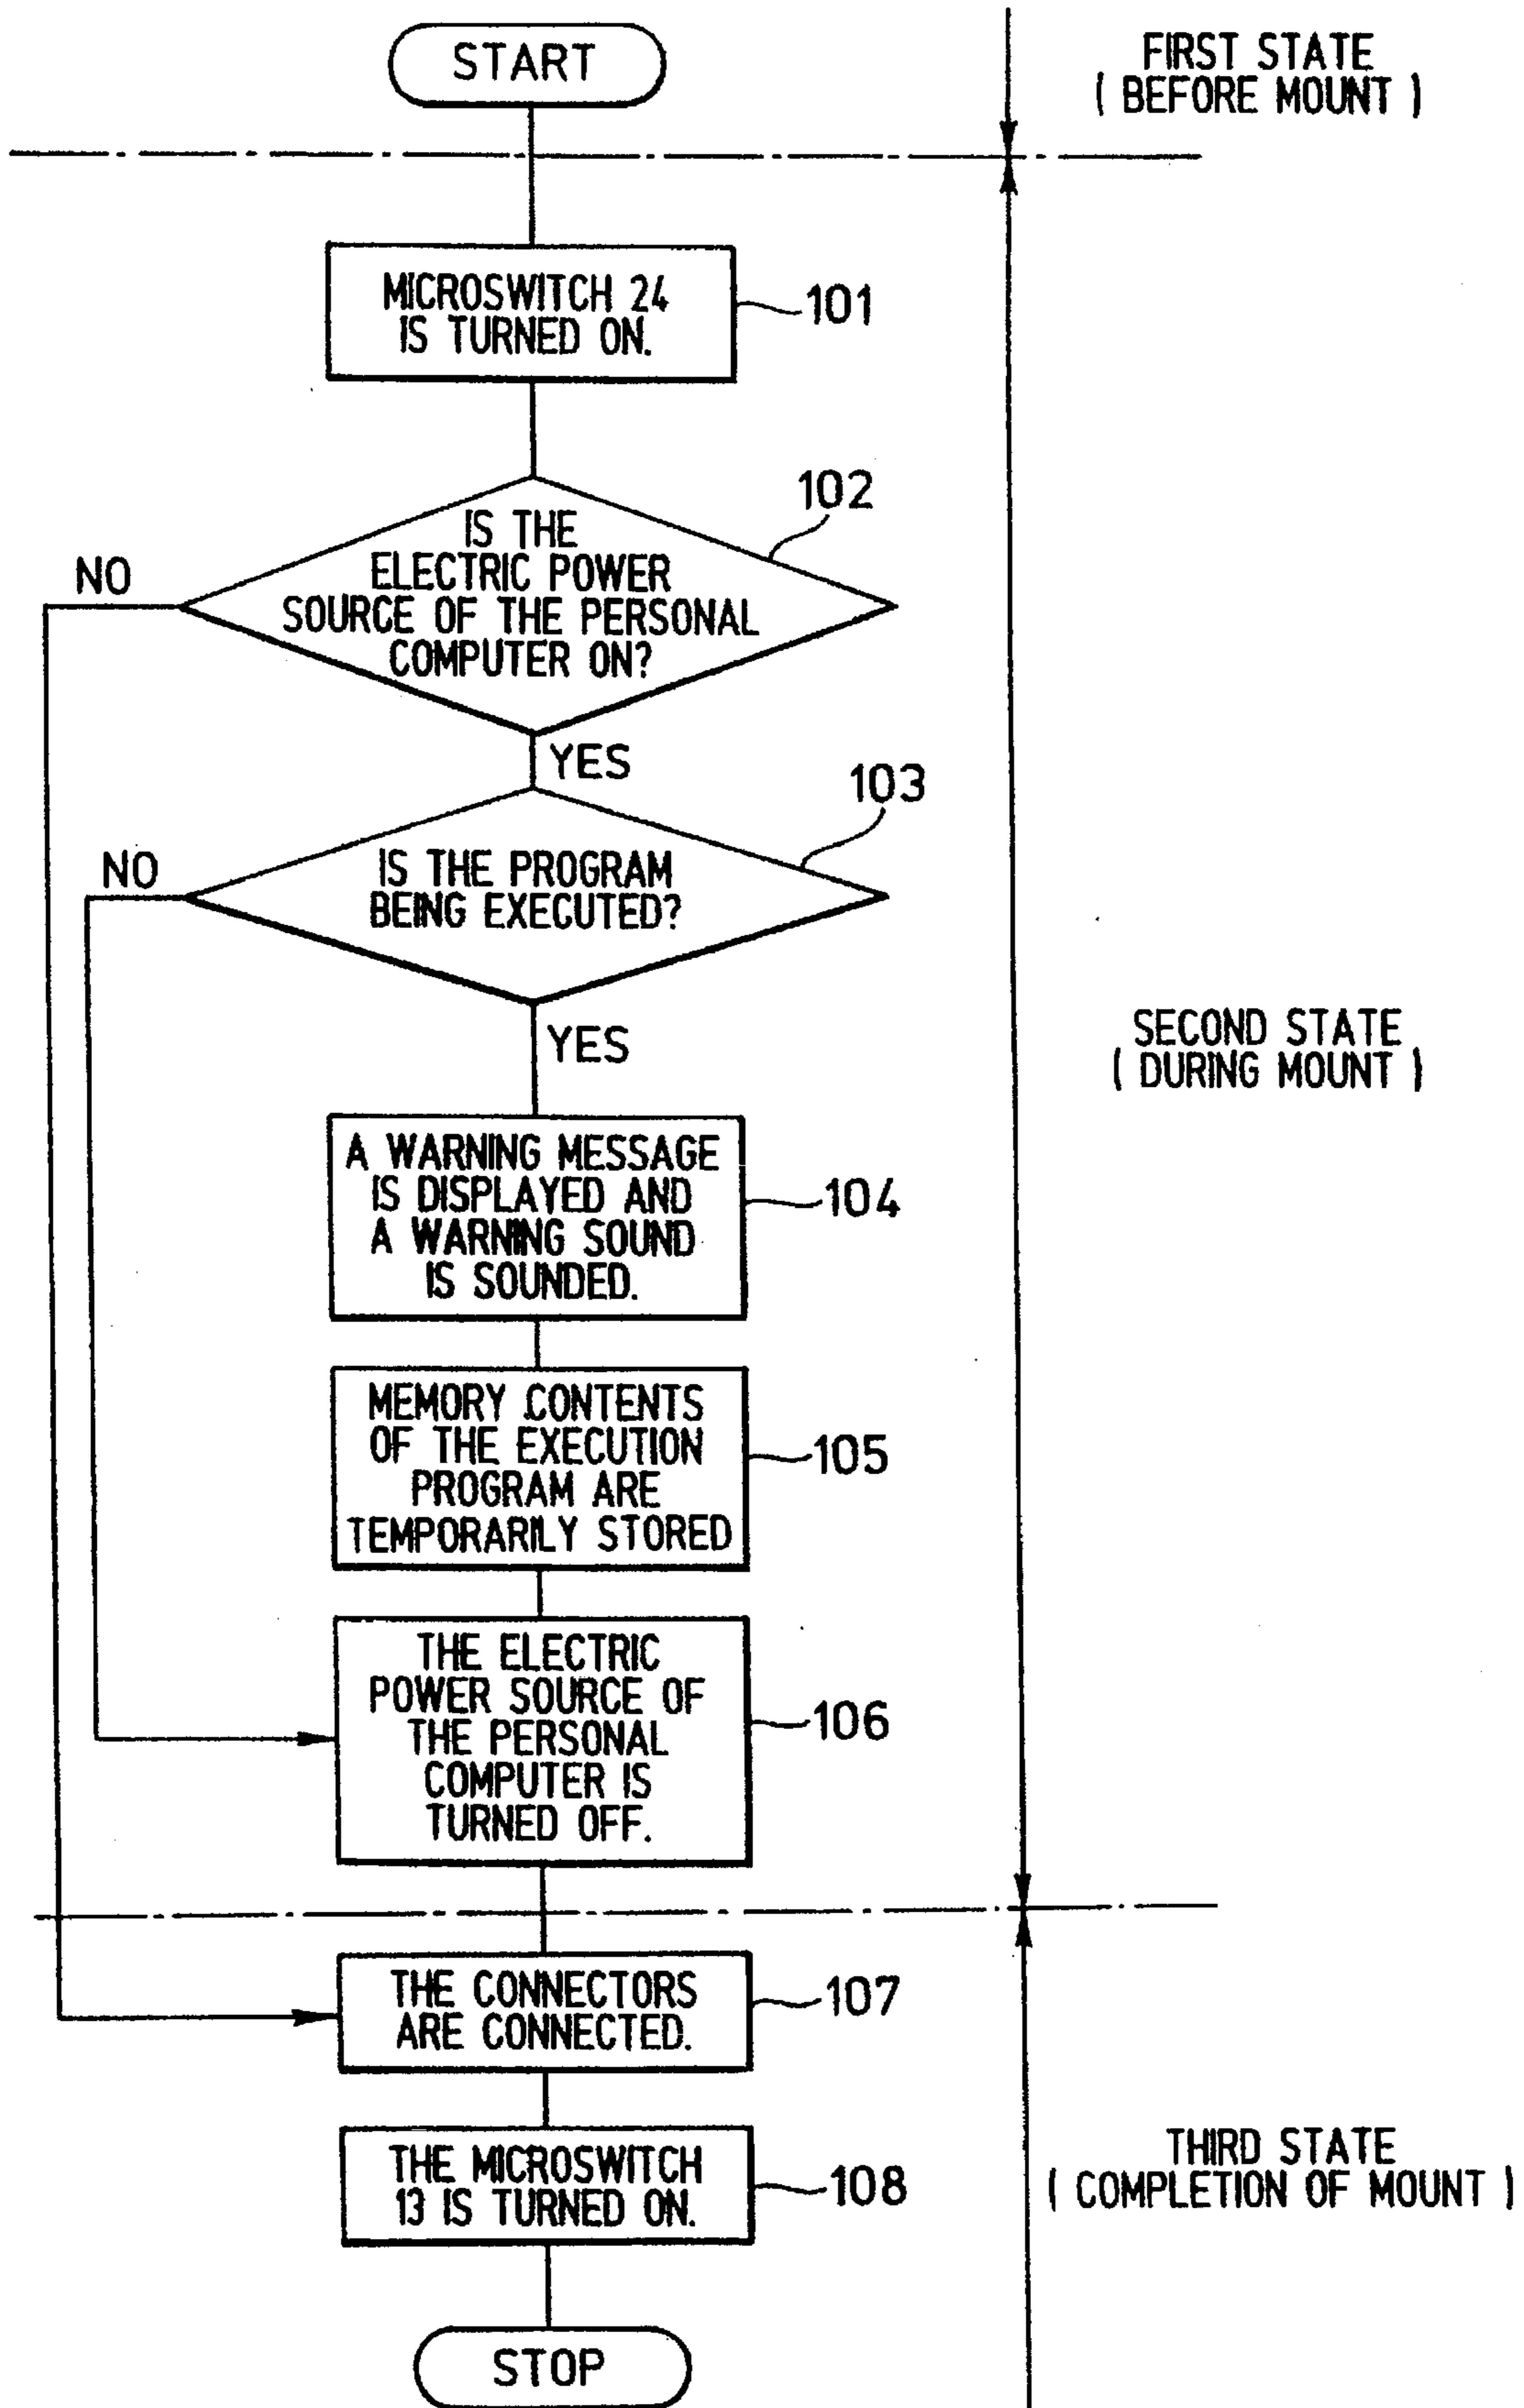 START
FIRST STATE
( BEFORE MOUNT )
MICROSWITCH 24
IS TURNED ON.
101
102
IS THE
ELECTRIC POWER
SOURCE OF THE PERSONAL
COMPUTER ON?
NO
YES
103
IS THE PROGRAM
BEING EXECUTED?
NO
YES
SECOND STATE
( DURING MOUNT )
A WARNING MESSAGE
IS DISPLAYED AND
A WARNING SOUND
IS SOUNDED.
104
MEMORY CONTENTS
OF THE EXECUTION
PROGRAM ARE
TEMPORARILY STORED
105
THE ELECTRIC
POWER SOURCE OF
THE PERSONAL
COMPUTER IS
TURNED OFF.
106
THE CONNECTORS
ARE CONNECTED.
107
THE MICROSWITCH
13 IS TURNED ON.
108
THIRD STATE
( COMPLETION OF MOUNT )
STOP